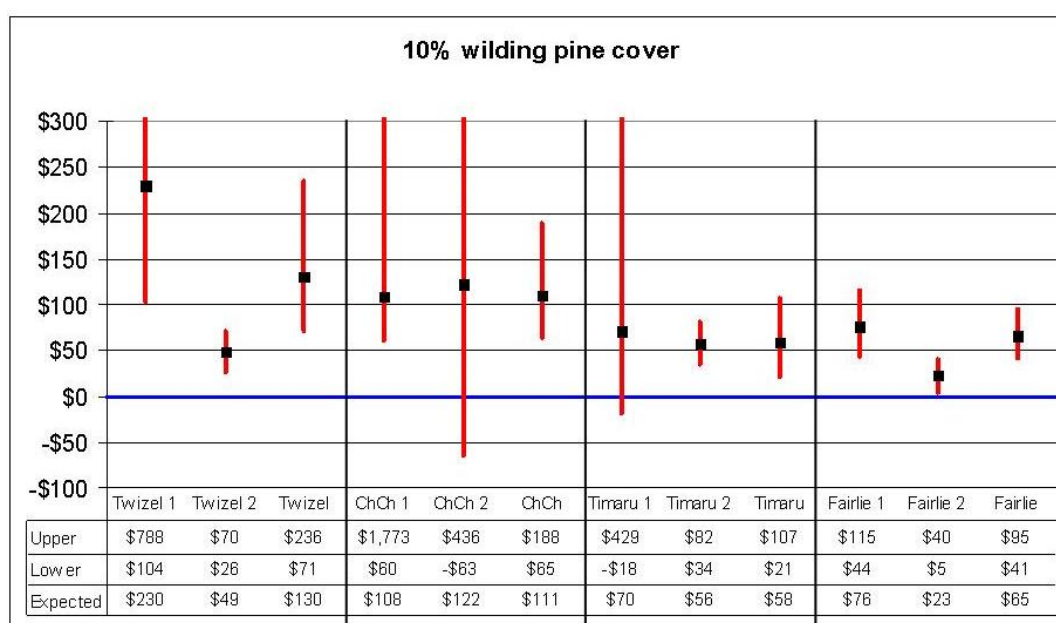 10% wilding pine cover
$300
$250
$200
$150
$100
$50
$0
-$50
-$100
Twizel 1 Twizel 2 Twizel ChCh 1 ChCh 2 ChCh Timaru 1 Timaru 2 Timaru Fairlie 1 Fairlie 2 Fairlie
Upper $788 $70 $236 $1,773 $436 $188 $429 $82 $107 $115 $40 $95
Lower $104 $26 $71 $60 -$63 $65 -$18 $34 $21 $44 $5 $41
Expected $230 $49 $130 $108 $122 $111 $70 $56 $58 $76 $23 $65